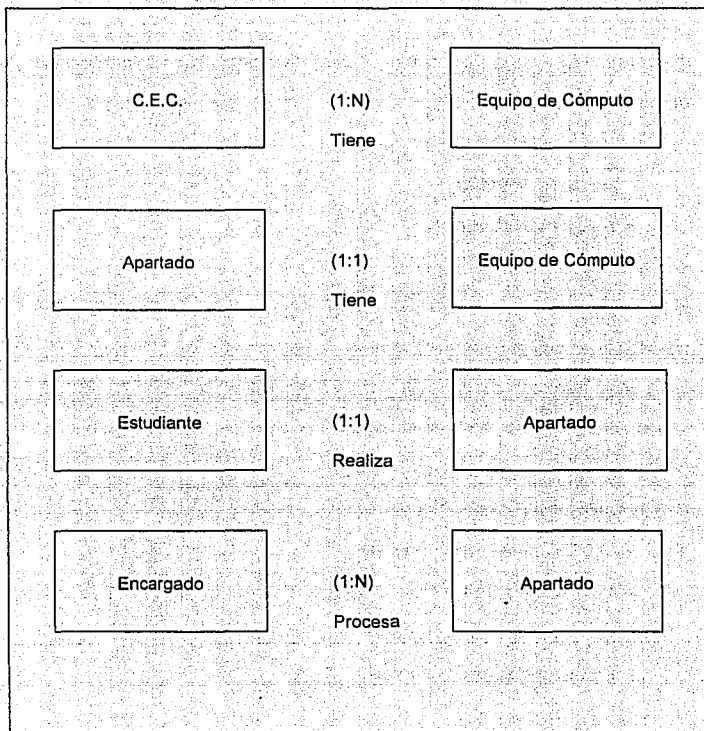 C.E.C. (1:N) Equipo de Cómputo
Tiene
Apartado (1:1) Equipo de Cómputo
Tiene
Estudiante (1:1) Apartado
Realiza
Encargado (1:N) Apartado
Procesa